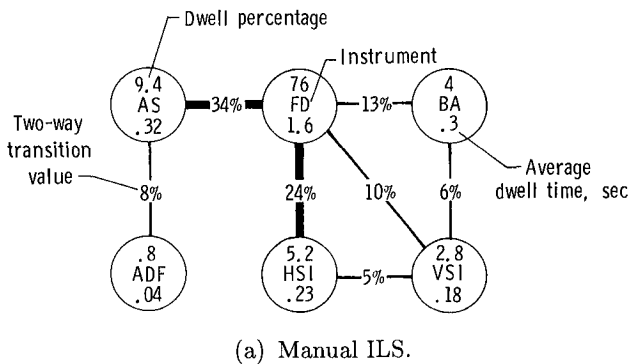 Dwell percentage
Instrument
9.4
AS
.32
34%
76
FD
1.6
13%
4
BA
.3
Two-way
transition
value
8%
24%
10%
6%
Average
dwell time, sec
.8
ADF
.04
5.2
HSI
.23
5%
2.8
VSI
.18
(a) Manual ILS.